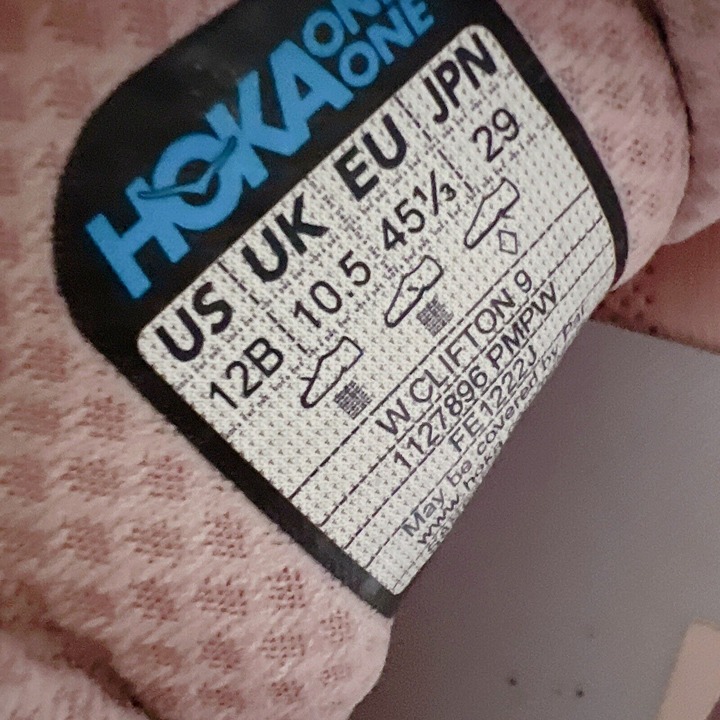 HOKA ONE ONE
US UK EU JPN
12B 10.5 45⅓ 29
W CLIFTON 9
1127896 PMPW
FE1222J
May be covered by Pat